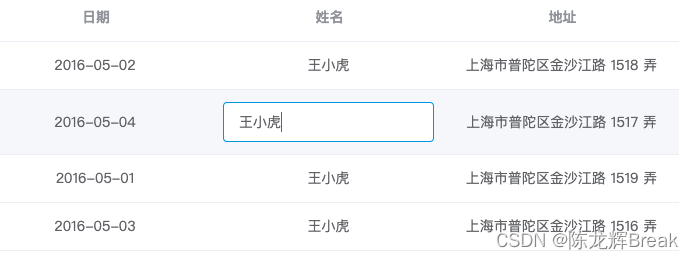 日期 姓名 地址
2016-05-02 王小虎 上海市普陀区金沙江路 1518 弄
2016-05-04 王小虎 上海市普陀区金沙江路 1517 弄
2016-05-01 王小虎 上海市普陀区金沙江路 1519 弄
2016-05-03 王小虎 上海市普陀区金沙江路 1516 弄
CSDN @陈龙辉Break